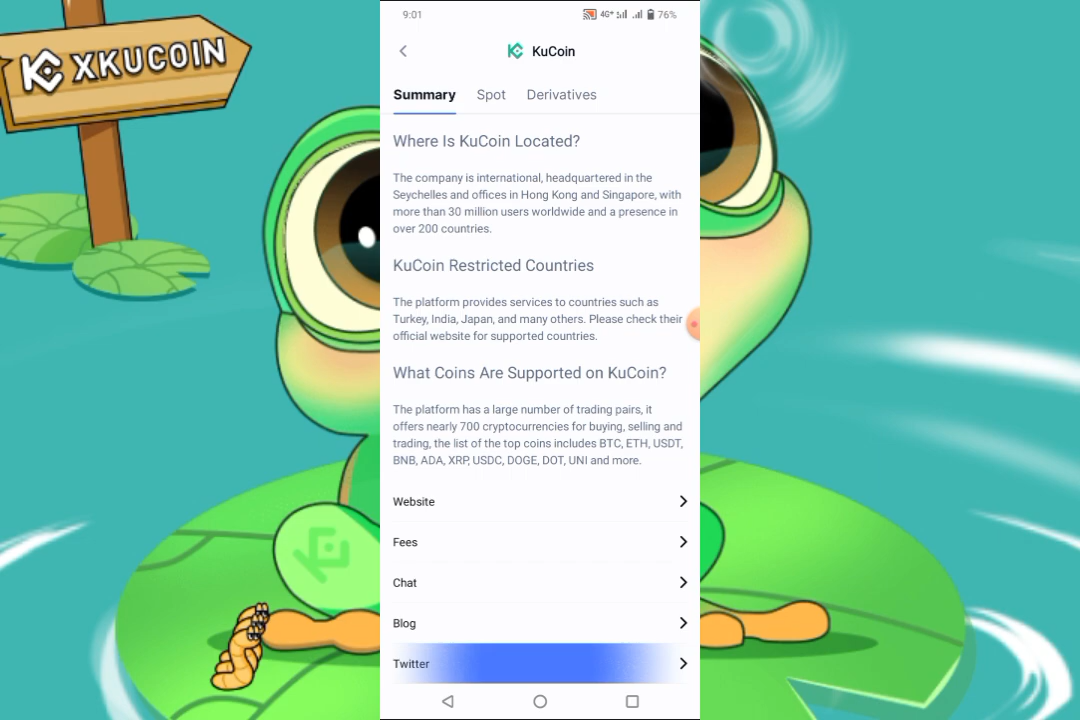 XKUCOIN
9:01
4G+
76%
KuCoin
Summary
Spot
Derivatives
Where Is KuCoin Located?
The company is international, headquartered in the
Seychelles and offices in Hong Kong and Singapore, with
more than 30 million users worldwide and a presence in
over 200 countries.
KuCoin Restricted Countries
The platform provides services to countries such as
Turkey, India, Japan, and many others. Please check their
official website for supported countries.
What Coins Are Supported on KuCoin?
The platform has a large number of trading pairs, it
offers nearly 700 cryptocurrencies for buying, selling and
trading, the list of the top coins includes BTC, ETH, USDT,
BNB, ADA, XRP, USDC, DOGE, DOT, UNI and more.
Website
Fees
Chat
Blog
Twitter